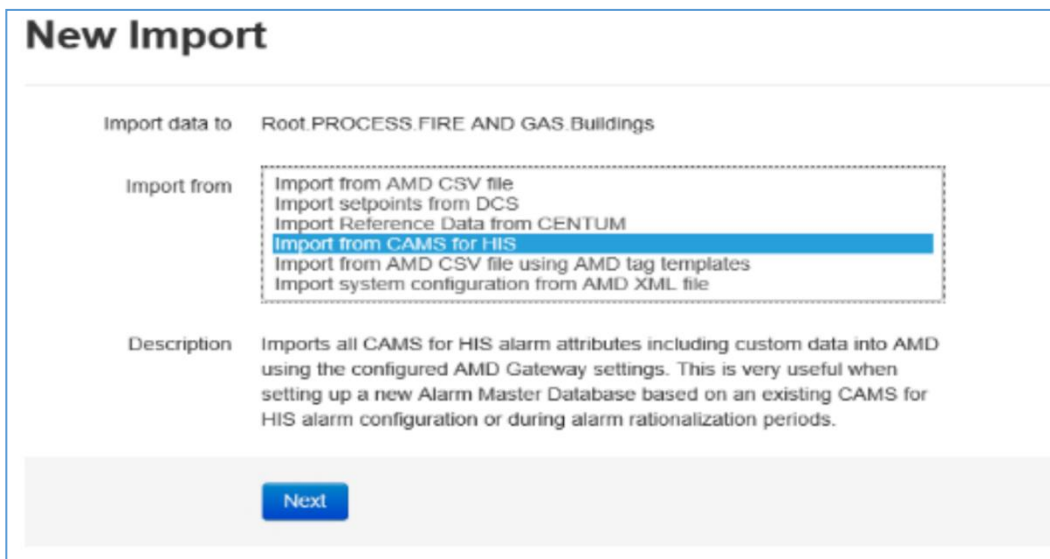 New Import
Import data to Root.PROCESS.FIRE AND GAS.Buildings
Import from
Import from AMD CSV file
Import setpoints from DCS
Import Reference Data from CENTUM
Import from CAMS for HIS
Import from AMD CSV file using AMD tag templates
Import system configuration from AMD XML file
Description Imports all CAMS for HIS alarm attributes including custom data into AMD
using the configured AMD Gateway settings. This is very useful when
setting up a new Alarm Master Database based on an existing CAMS for
HIS alarm configuration or during alarm rationalization periods.
Next